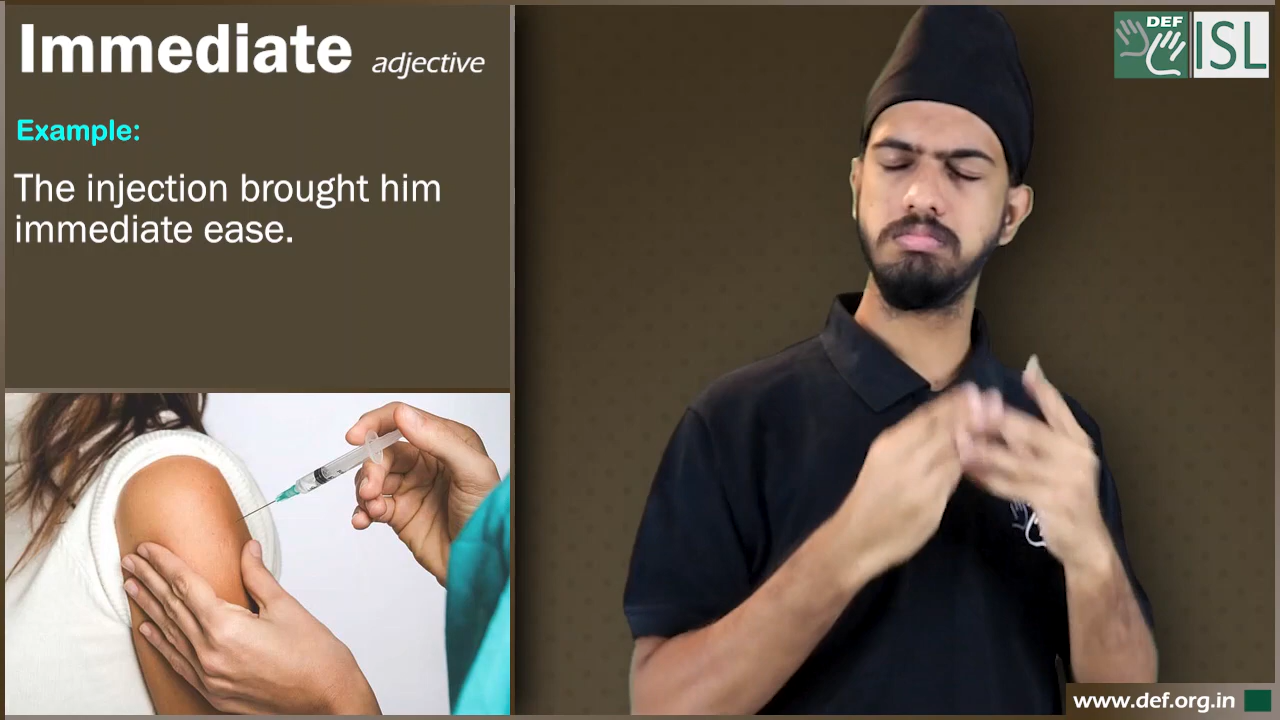 Immediate adjective
Example:
The injection brought him
immediate ease.
DEF
ISL
www.def.org.in